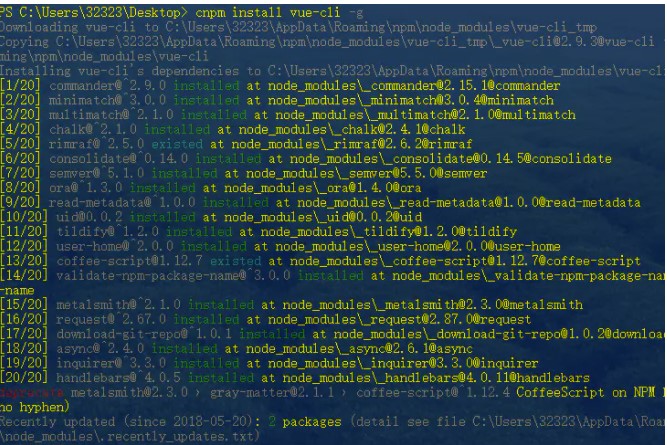 PS C:\Users\32323\Desktop> cnpm install vue-cli -g
Downloading vue-cli to C:\Users\32323\AppData\Roaming\npm\node_modules\vue-cli_tmp
Copying C:\Users\32323\AppData\Roaming\npm\node_modules\vue-cli_tmp\_vue-cli@2.9.3@vue-cli
ming\npm\node_modules\vue-cli
Installing vue-cli's dependencies to C:\Users\32323\AppData\Roaming\npm\node_modules\vue-cl
[1/20] commander@^2.9.0 installed at node_modules\_commander@2.15.1@commander
[2/20] minimatch@^3.0.0 installed at node_modules\_minimatch@3.0.4@minimatch
[3/20] multimatch@^2.1.0 installed at node_modules\_multimatch@2.1.0@multimatch
[4/20] chalk@^2.1.0 installed at node_modules\_chalk@2.4.1@chalk
[5/20] rimraf@^2.5.0 existed at node_modules\_rimraf@2.6.2@rimraf
[6/20] consolidate@^0.14.0 installed at node_modules\_consolidate@0.14.5@consolidate
[7/20] semver@^5.1.0 installed at node_modules\_semver@5.5.0@semver
[8/20] ora@^1.3.0 installed at node_modules\_ora@1.4.0@ora
[9/20] read-metadata@^1.0.0 installed at node_modules\_read-metadata@1.0.0@read-metadata
[10/20] uid@0.0.2 installed at node_modules\_uid@0.0.2@uid
[11/20] tildify@^1.2.0 installed at node_modules\_tildify@1.2.0@tildify
[12/20] user-home@^2.0.0 installed at node_modules\_user-home@2.0.0@user-home
[13/20] coffee-script@1.12.7 existed at node_modules\_coffee-script@1.12.7@coffee-script
[14/20] validate-npm-package-name@^3.0.0 installed at node_modules\_validate-npm-package-nam
-name
[15/20] metalsmith@^2.1.0 installed at node_modules\_metalsmith@2.3.0@metalsmith
[16/20] request@^2.67.0 installed at node_modules\_request@2.87.0@request
[17/20] download-git-repo@^1.0.1 installed at node_modules\_download-git-repo@1.0.2@downloa
[18/20] async@^2.4.0 installed at node_modules\_async@2.6.1@async
[19/20] inquirer@^3.3.0 installed at node_modules\_inquirer@3.3.0@inquirer
[20/20] handlebars@^4.0.5 installed at node_modules\_handlebars@4.0.11@handlebars
deprecate metalsmith@2.3.0 › gray-matter@2.1.1 › coffee-script@^1.12.4 CoffeeScript on NPM
no hyphen)
Recently updated (since 2018-05-20): 2 packages (detail see file C:\Users\32323\AppData\Roa
\node_modules\.recently_updates.txt)